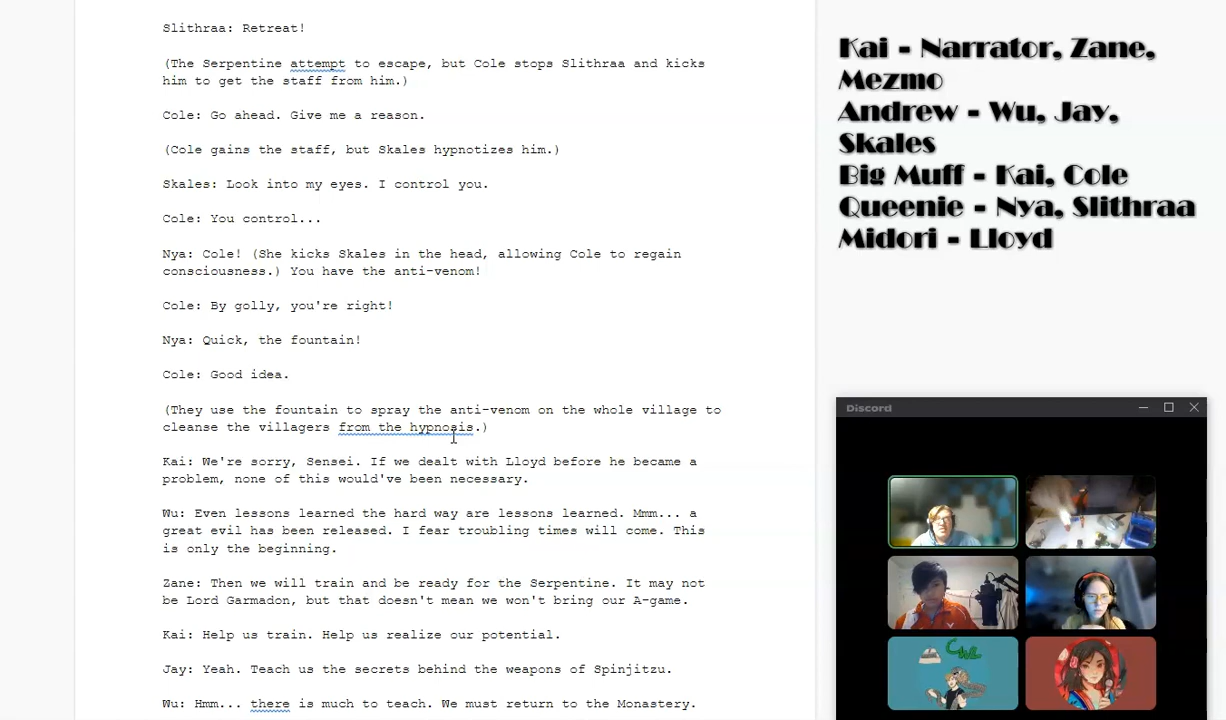 Slithraa: Retreat!
(The Serpentine attempt to escape, but Cole stops Slithraa and kicks
him to get the staff from him.)
Cole: Go ahead. Give me a reason.
(Cole gains the staff, but Skales hypnotizes him.)
Skales: Look into my eyes. I control you.
Cole: You control...
Nya: Cole! (She kicks Skales in the head, allowing Cole to regain
consciousness.) You have the anti-venom!
Cole: By golly, you're right!
Nya: Quick, the fountain!
Cole: Good idea.
(They use the fountain to spray the anti-venom on the whole village to
cleanse the villagers from the hypnosis.)
Kai: We're sorry, Sensei. If we dealt with Lloyd before he became a
problem, none of this would've been necessary.
Wu: Even lessons learned the hard way are lessons learned. Mmm... a
great evil has been released. I fear troubling times will come. This
is only the beginning.
Zane: Then we will train and be ready for the Serpentine. It may not
be Lord Garmadon, but that doesn't mean we won't bring our A-game.
Kai: Help us train. Help us realize our potential.
Jay: Yeah. Teach us the secrets behind the weapons of Spinjitzu.
Wu: Hmm... there is much to teach. We must return to the Monastery.
Kai - Narrator, Zane,
Mezmo
Andrew - Wu, Jay,
Skales
Big Muff - Kai, Cole
Queenie - Nya, Slithraa
Midori - Lloyd
Discord